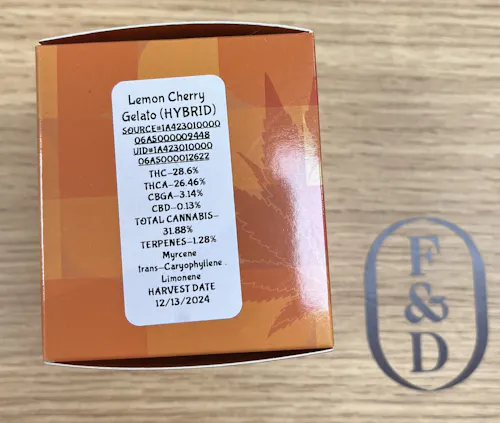 Lemon Cherry
Gelato (HYBRID)
SOURCE#1A423010000
06A5000009448
UID#1A423010000
06A5000012622
THC-28.6%
THCA-26.46%
CBGA-3.14%
CBD-0.13%
TOTAL CANNABIS-
31.88%
TERPENES-1.28%
Myrcene
trans-Caryophyllene
Limonene
HARVEST DATE
12/13/2024
F
&
D